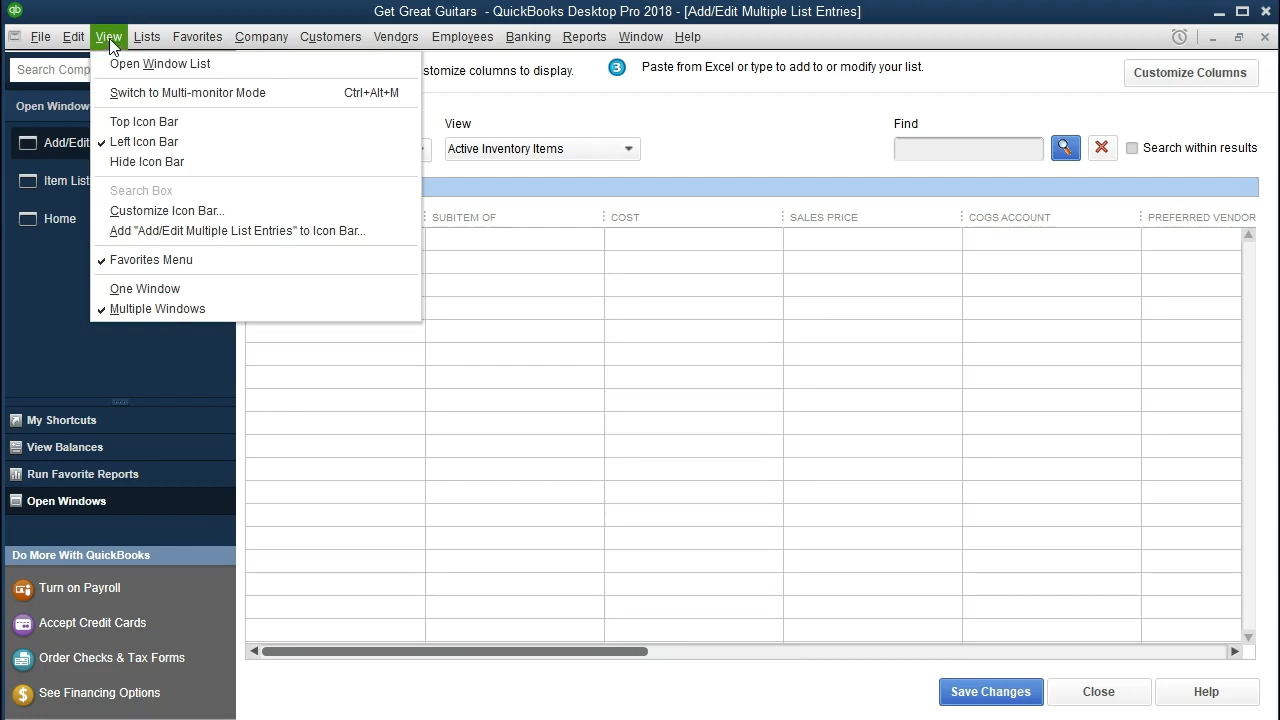 qb
Get Great Guitars - QuickBooks Desktop Pro 2018 - [Add/Edit Multiple List Entries]
File Edit View Lists Favorites Company Customers Vendors Employees Banking Reports Window Help
Search Comp
Open Window
Add/Edit
Item List
Home
Open Window List
Switch to Multi-monitor Mode Ctrl+Alt+M
Top Icon Bar
Left Icon Bar
Hide Icon Bar
Search Box
Customize Icon Bar...
Add "Add/Edit Multiple List Entries" to Icon Bar...
Favorites Menu
One Window
Multiple Windows
stomize columns to display.
3 Paste from Excel or type to add to or modify your list.
Customize Columns
View
Active Inventory Items
Find
Search within results
SUBITEM OF COST SALES PRICE COGS ACCOUNT PREFERRED VENDOR
My Shortcuts
View Balances
Run Favorite Reports
Open Windows
Do More With QuickBooks
Turn on Payroll
Accept Credit Cards
Order Checks & Tax Forms
$ See Financing Options
Save Changes Close Help